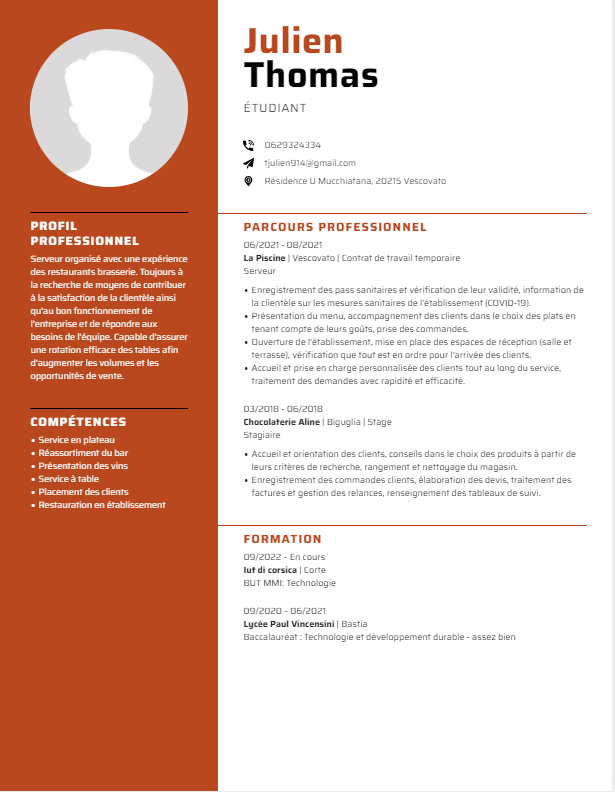 Julien
Thomas
ÉTUDIANT
0629324334
tjulien914@gmail.com
Résidence U Mucchiatana, 20215 Vescovato
PROFIL
PROFESSIONNEL
Serveur organisé avec une expérience
des restaurants brasserie. Toujours à
la recherche de moyens de contribuer
à la satisfaction de la clientèle ainsi
qu'au bon fonctionnement de
l'entreprise et de répondre aux
besoins de l'équipe. Capable d'assurer
une rotation efficace des tables afin
d'augmenter les volumes et les
opportunités de vente.
COMPÉTENCES
• Service en plateau
• Réassortiment du bar
• Présentation des vins
• Service à table
• Placement des clients
• Restauration en établissement
PARCOURS PROFESSIONNEL
06/2021 - 08/2021
La Piscine | Vescovato | Contrat de travail temporaire
Serveur
• Enregistrement des pass sanitaires et vérification de leur validité, information de
la clientèle sur les mesures sanitaires de l'établissement (COVID-19).
• Présentation du menu, accompagnement des clients dans le choix des plats en
tenant compte de leurs goûts, prise des commandes.
• Ouverture de l'établissement, mise en place des espaces de réception (salle et
terrasse), vérification que tout est en ordre pour l'arrivée des clients.
• Accueil et prise en charge personnalisée des clients tout au long du service,
traitement des demandes avec rapidité et efficacité.
03/2018 - 06/2018
Chocolaterie Aline | Biguglia | Stage
Stagiaire
• Accueil et orientation des clients, conseils dans le choix des produits à partir de
leurs critères de recherche, rangement et nettoyage du magasin.
• Enregistrement des commandes clients, élaboration des devis, traitement des
factures et gestion des relances, renseignement des tableaux de suivi.
FORMATION
09/2022 – En cours
Iut di corsica | Corte
BUT MMI: Technologie
09/2020 – 06/2021
Lycée Paul Vincensini | Bastia
Baccalauréat : Technologie et développement durable - assez bien